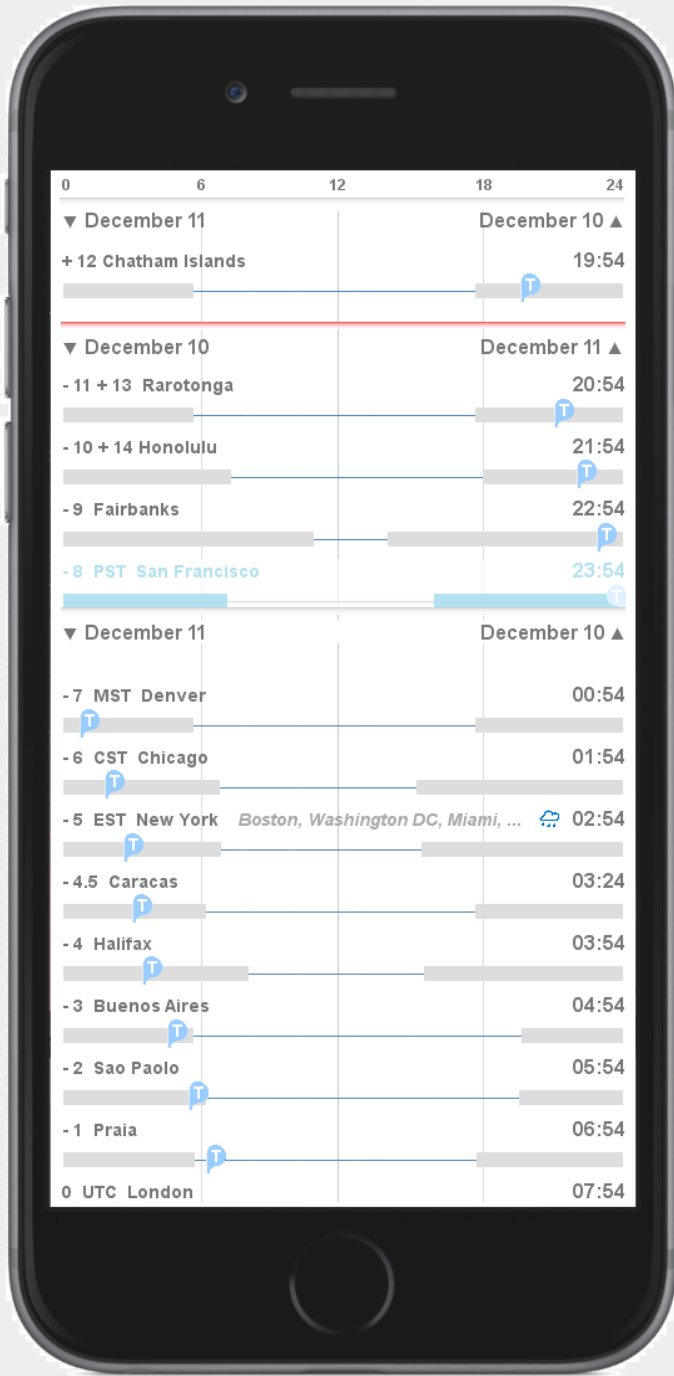 0 6 12 18 24
▼ December 11 December 10 ▲
+ 12 Chatham Islands 19:54
T
▼ December 10 December 11 ▲
- 11 + 13 Rarotonga 20:54
T
- 10 + 14 Honolulu 21:54
T
- 9 Fairbanks 22:54
T
- 8 PST San Francisco 23:54
T
▼ December 11 December 10 ▲
- 7 MST Denver 00:54
T
- 6 CST Chicago 01:54
T
- 5 EST New York Boston, Washington DC, Miami, ... 02:54
T
- 4.5 Caracas 03:24
T
- 4 Halifax 03:54
T
- 3 Buenos Aires 04:54
T
- 2 Sao Paolo 05:54
T
- 1 Praia 06:54
T
0 UTC London 07:54